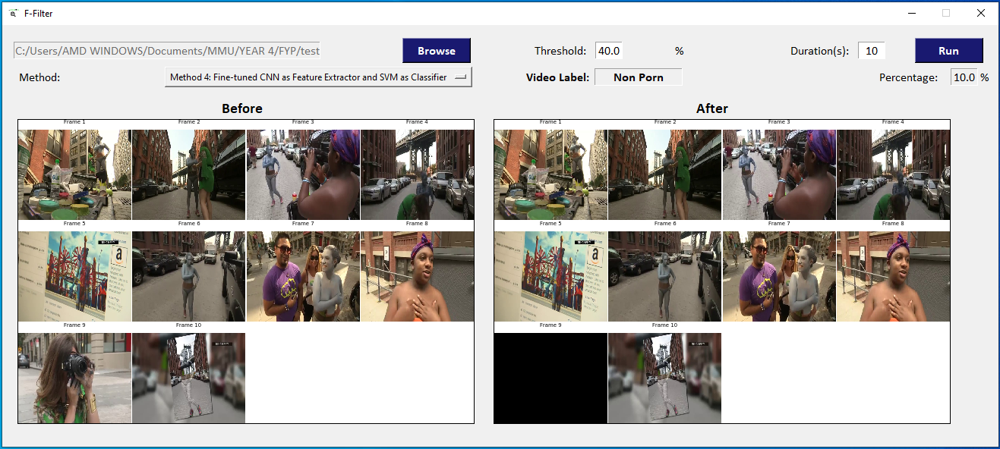 F-Filter
C:/Users/AMD WINDOWS/Documents/MMU/YEAR 4/FYP/test
Browse
Threshold: 40.0 %
Duration(s): 10
Run
Method: Method 4: Fine-tuned CNN as Feature Extractor and SVM as Classifier
Video Label: Non Porn
Percentage: 10.0 %
Before
After
Frame 1 Frame 2 Frame 3 Frame 4
Frame 1 Frame 2 Frame 3 Frame 4
Frame 5 Frame 6 Frame 7 Frame 8
Frame 5 Frame 6 Frame 7 Frame 8
a
a
Frame 9 Frame 10
Frame 9 Frame 10